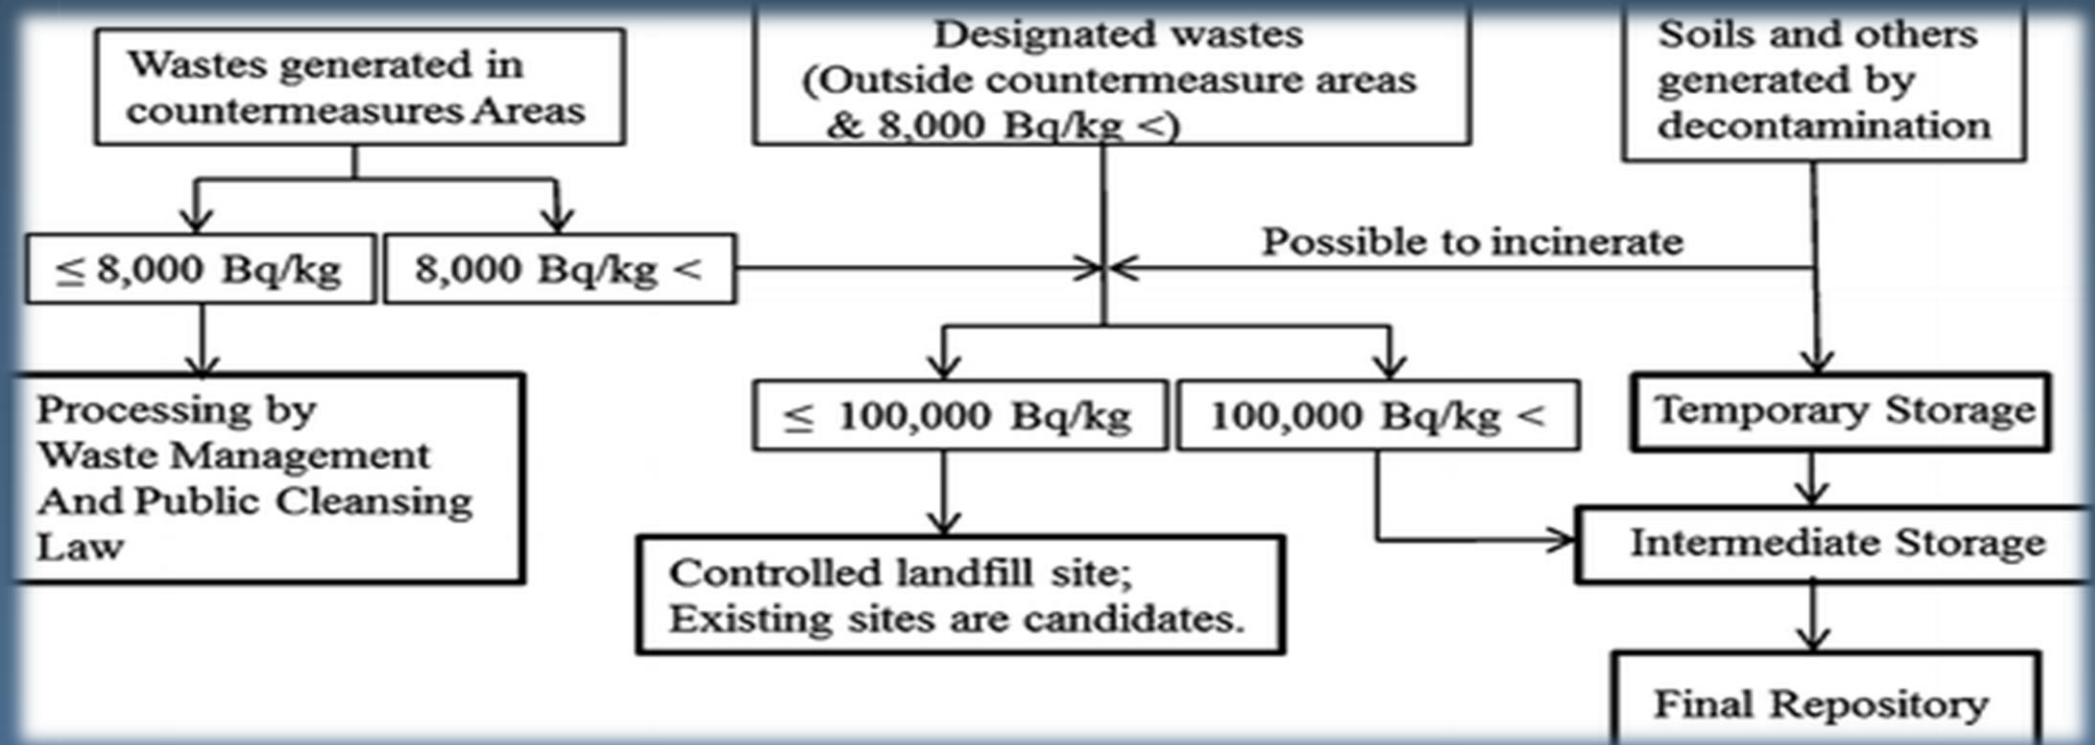 Wastes generated in
countermeasures Areas
Designated wastes
(Outside countermeasure areas
& 8,000 Bq/kg <)
Soils and others
generated by
decontamination
≤ 8,000 Bq/kg
8,000 Bq/kg <
Possible to incinerate
≤ 100,000 Bq/kg
100,000 Bq/kg <
Temporary Storage
Processing by
Waste Management
And Public Cleansing
Law
Controlled landfill site;
Existing sites are candidates.
Intermediate Storage
Final Repository